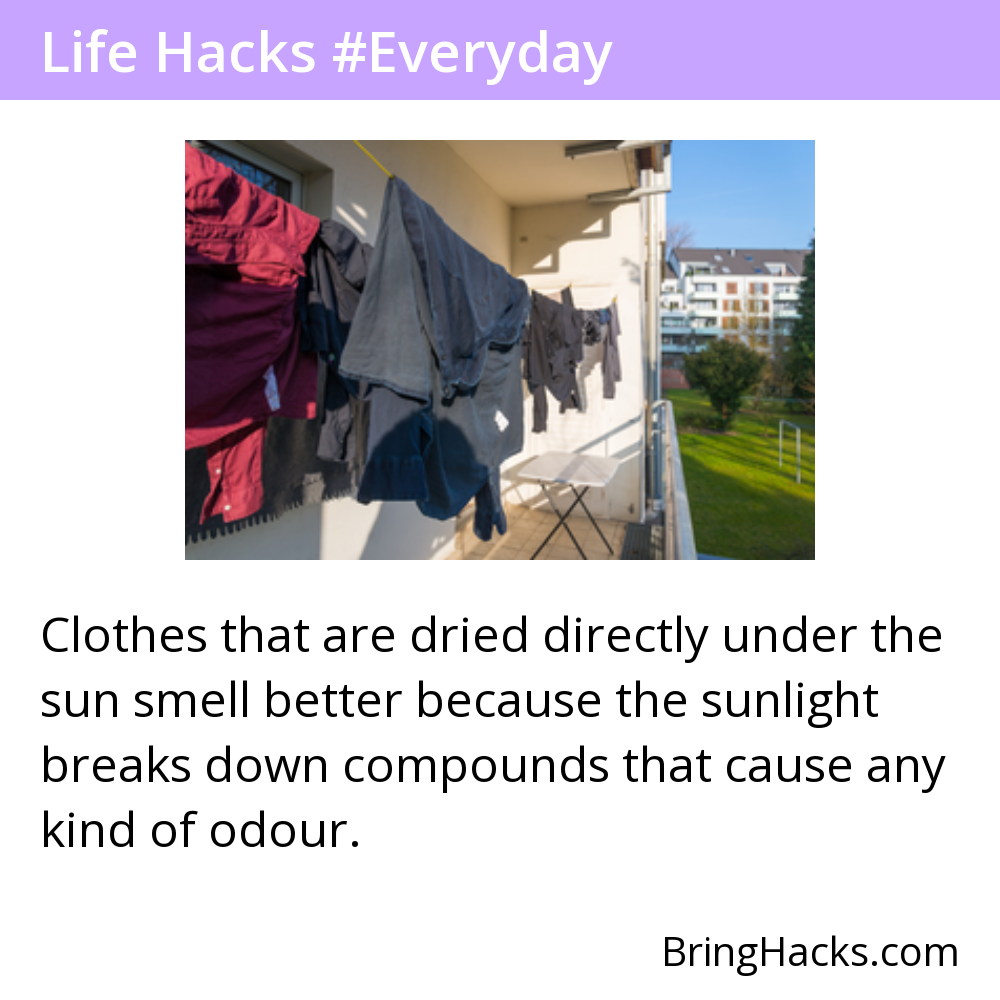 Life Hacks #Everyday
Clothes that are dried directly under the
sun smell better because the sunlight
breaks down compounds that cause any
kind of odour.
BringHacks.com